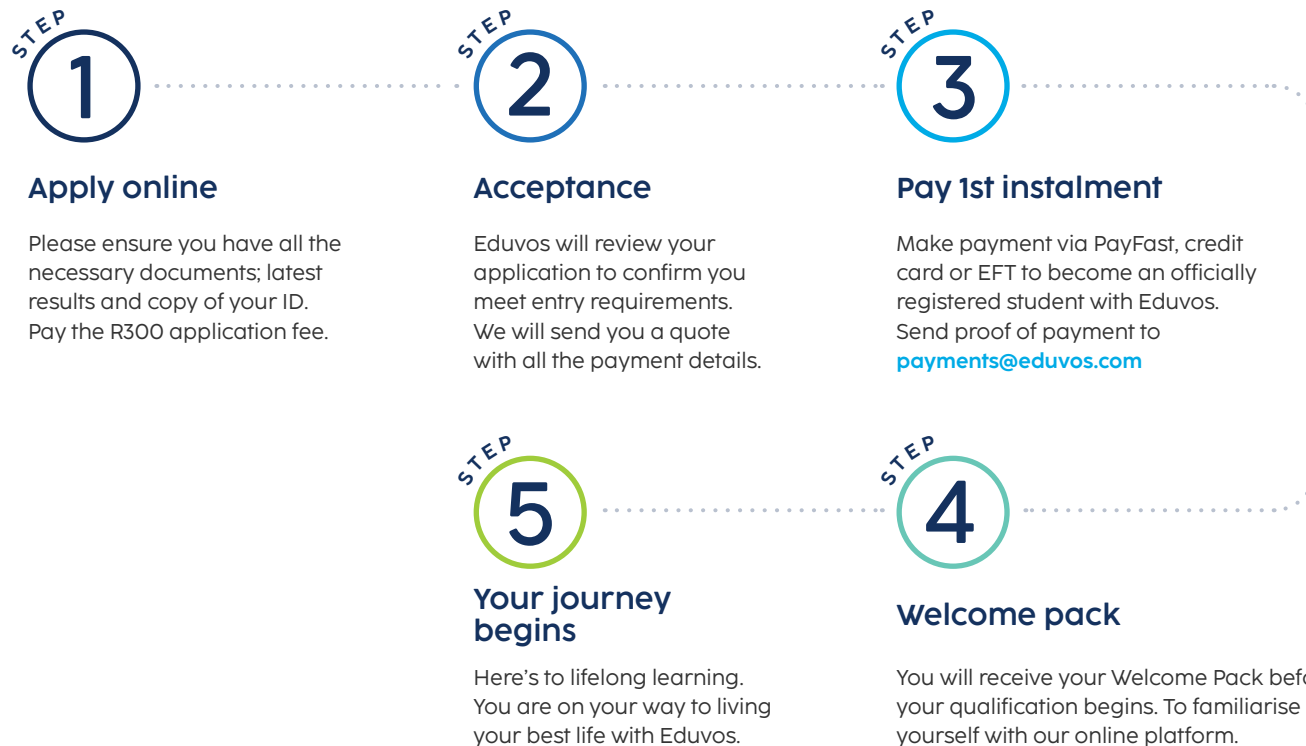 STEP
1
Apply online
Please ensure you have all the
necessary documents; latest
results and copy of your ID.
Pay the R300 application fee.
STEP
2
Acceptance
Eduvos will review your
application to confirm you
meet entry requirements.
We will send you a quote
with all the payment details.
STEP
3
Pay 1st instalment
Make payment via PayFast, credit
card or EFT to become an officially
registered student with Eduvos.
Send proof of payment to
payments@eduvos.com
STEP
4
Welcome pack
You will receive your Welcome Pack
your qualification begins. To familiarise
yourself with our online platform.
STEP
5
Your journey
begins
Here's to lifelong learning.
You are on your way to living
your best life with Eduvos.